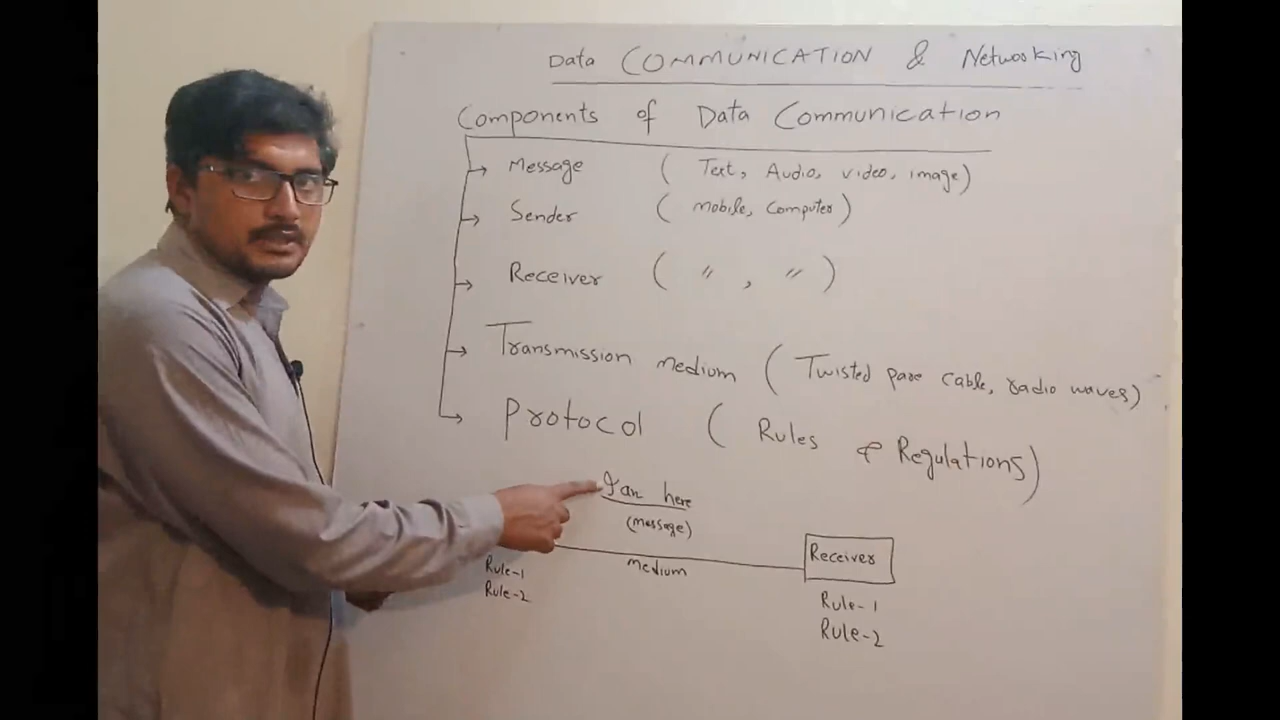 Data COMMUNICATION & Networking
Components of Data Communication
Message ( Text, Audio, video, image)
Sender ( mobile, Computer)
Receiver ( " , " )
Transmission medium ( Twisted pare cable, radio waves)
Protocol ( Rules & Regulations)
I am here
(message)
medium
Receiver
Rule-1
Rule-2
Rule-1
Rule-2